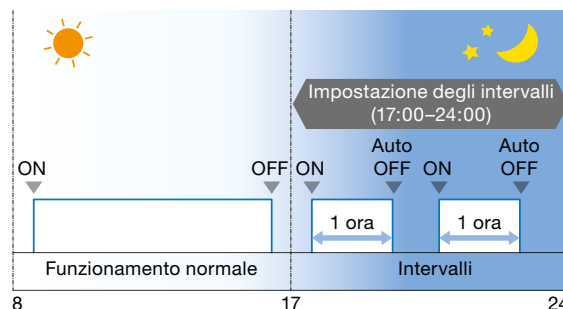 Impostazione degli intervalli
(17:00–24:00)
Auto Auto
ON OFF ON OFF ON OFF
1 ora 1 ora
Funzionamento normale Intervalli
8 17 24